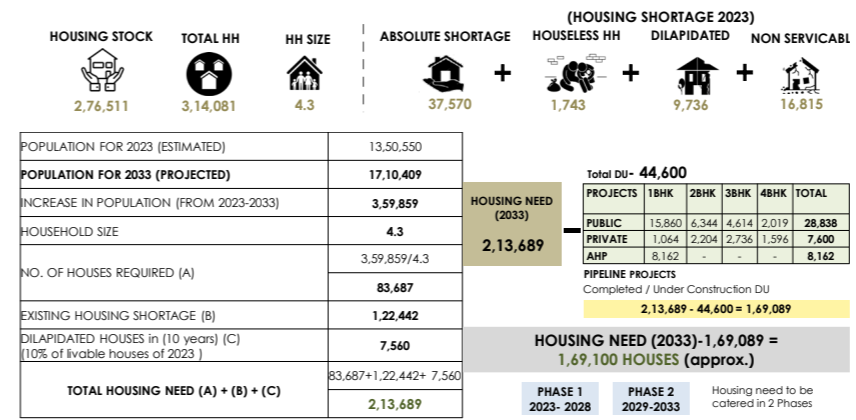 (HOUSING SHORTAGE 2023)
HOUSING STOCK TOTAL HH HH SIZE ABSOLUTE SHORTAGE HOUSELESS HH DILAPIDATED NON SERVICABL
+ + +
2,76,511 3,14,081 4.3 37,570 1,743 9,736 16,815
POPULATION FOR 2023 (ESTIMATED) 13,50,550
POPULATION FOR 2033 (PROJECTED) 17,10,409
INCREASE IN POPULATION (FROM 2023-2033) 3,59,859
HOUSEHOLD SIZE 4.3
NO. OF HOUSES REQUIRED (A) 3,59,859/4.3
83,687
EXISTING HOUSING SHORTAGE (B) 1,22,442
DILAPIDATED HOUSES in (10 years) (C)
(10% of livable houses of 2023 )
7,560
TOTAL HOUSING NEED (A) + (B) + (C) 83,687+1,22,442+ 7,560
2,13,689
HOUSING NEED
(2033)
2,13,689
-
Total DU- 44,600
PROJECTS 1BHK 2BHK 3BHK 4BHK TOTAL
PUBLIC 15,860 6,344 4,614 2,019 28,838
PRIVATE 1,064 2,204 2,736 1,596 7,600
AHP 8,162 - - - 8,162
PIPELINE PROJECTS
Completed / Under Construction DU
2,13,689 - 44,600 = 1,69,089
HOUSING NEED (2033)-1,69,089 =
1,69,100 HOUSES (approx.)
PHASE 1
2023- 2028
PHASE 2
2029-2033
Housing need to be
catered in 2 Phases